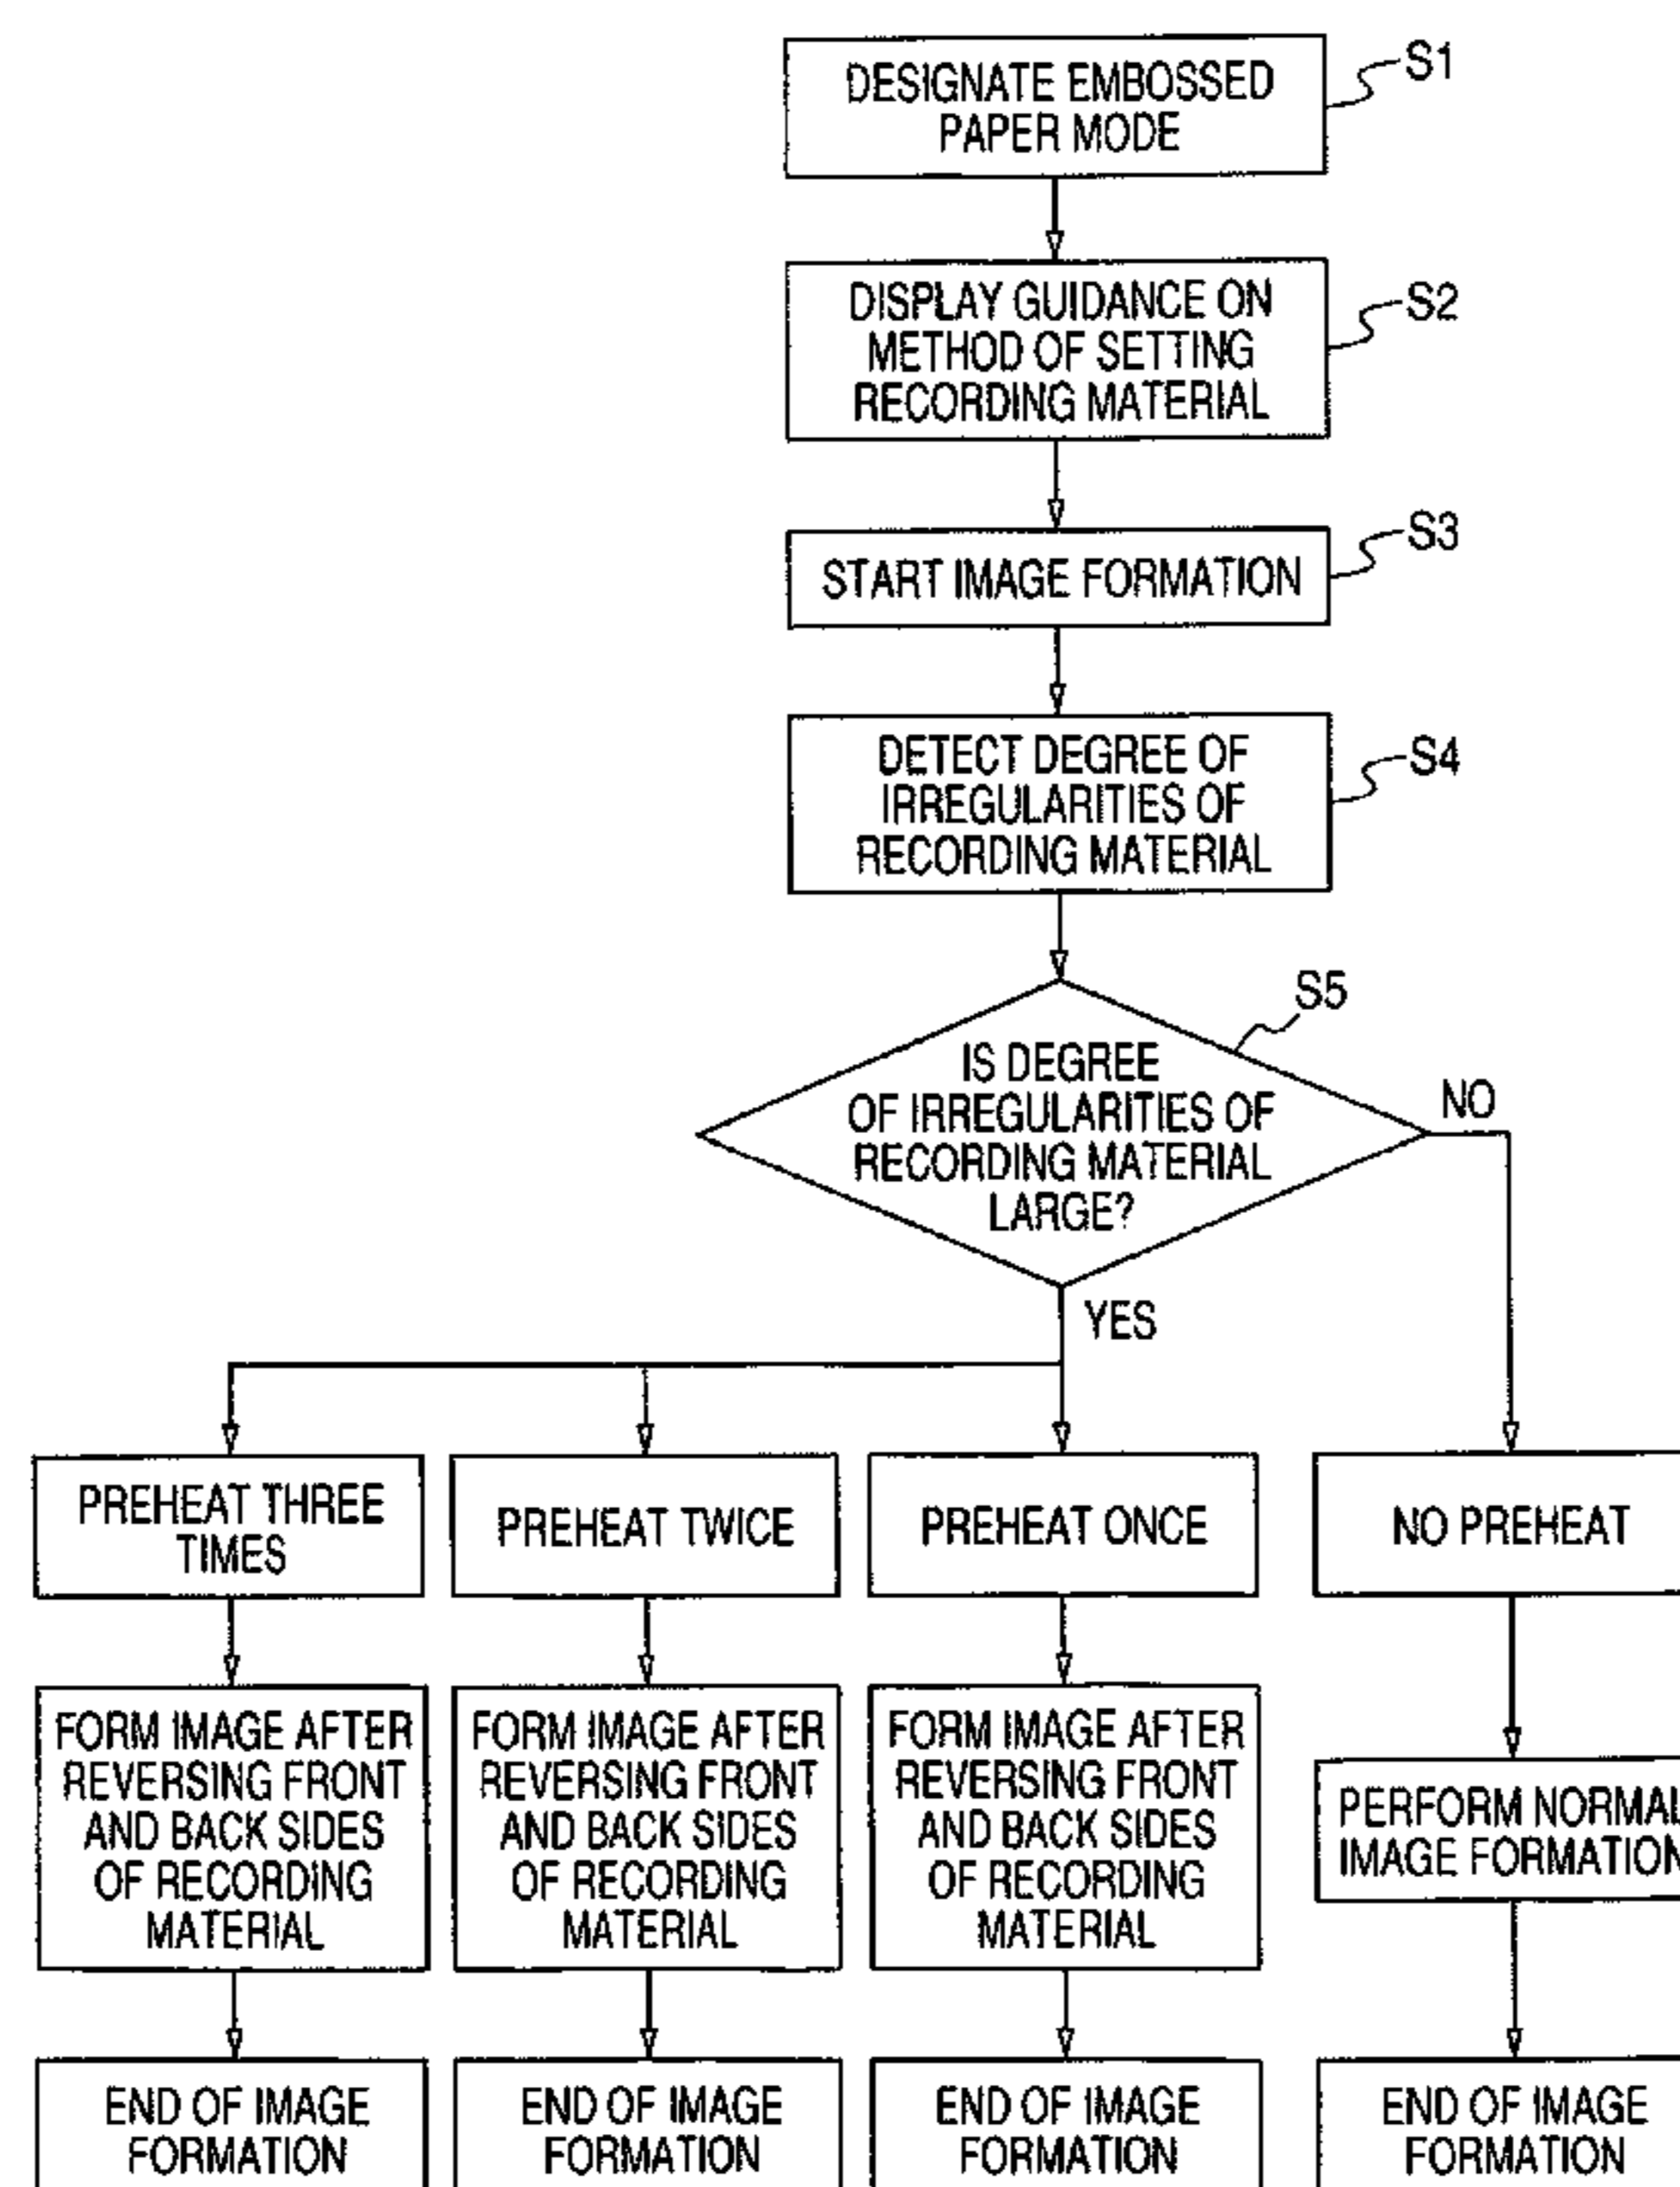 DESIGNATE EMBOSSED
PAPER MODE
S1
DISPLAY GUIDANCE ON
METHOD OF SETTING
RECORDING MATERIAL
S2
START IMAGE FORMATION
S3
DETECT DEGREE OF
IRREGULARITIES OF
RECORDING MATERIAL
S4
IS DEGREE
OF IRREGULARITIES OF
RECORDING MATERIAL
LARGE?
S5
NO
YES
PREHEAT THREE
TIMES
PREHEAT TWICE
PREHEAT ONCE
NO PREHEAT
FORM IMAGE AFTER
REVERSING FRONT
AND BACK SIDES
OF RECORDING
MATERIAL
FORM IMAGE AFTER
REVERSING FRONT
AND BACK SIDES
OF RECORDING
MATERIAL
FORM IMAGE AFTER
REVERSING FRONT
AND BACK SIDES
OF RECORDING
MATERIAL
PERFORM NORMAL
IMAGE FORMATION
END OF IMAGE
FORMATION
END OF IMAGE
FORMATION
END OF IMAGE
FORMATION
END OF IMAGE
FORMATION